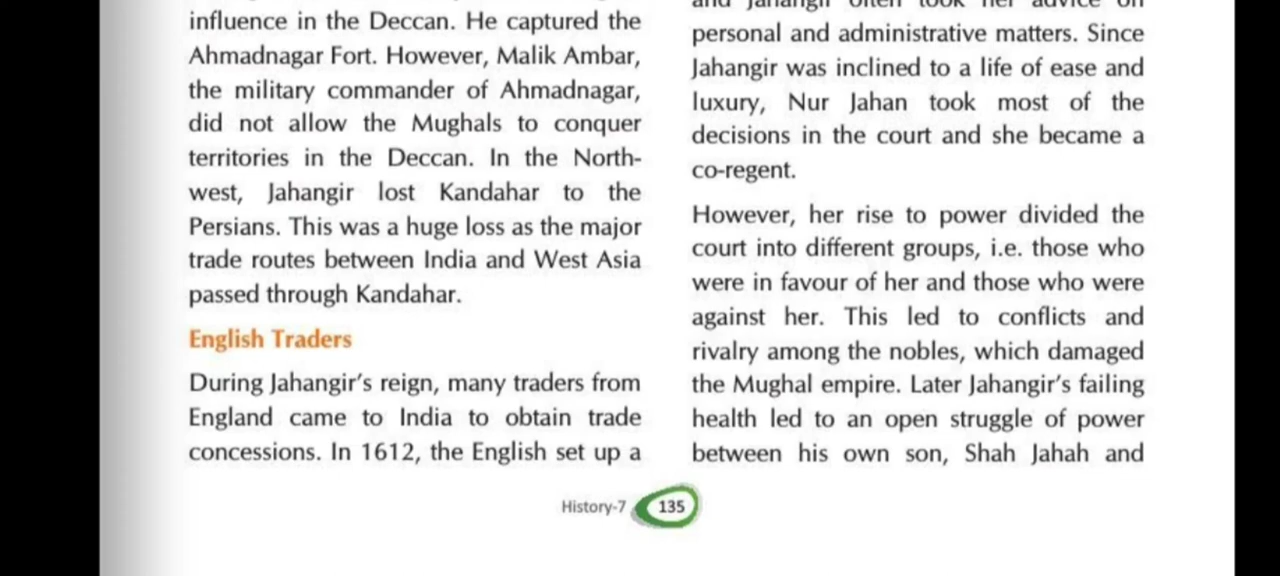 influence in the Deccan. He captured the
Ahmadnagar Fort. However, Malik Ambar,
the military commander of Ahmadnagar,
did not allow the Mughals to conquer
territories in the Deccan. In the North-
west, Jahangir lost Kandahar to the
Persians. This was a huge loss as the major
trade routes between India and West Asia
passed through Kandahar.
English Traders
During Jahangir's reign, many traders from
England came to India to obtain trade
concessions. In 1612, the English set up a
and Jahangir often took her advice on
personal and administrative matters. Since
Jahangir was inclined to a life of ease and
luxury, Nur Jahan took most of the
decisions in the court and she became a
co-regent.
However, her rise to power divided the
court into different groups, i.e. those who
were in favour of her and those who were
against her. This led to conflicts and
rivalry among the nobles, which damaged
the Mughal empire. Later Jahangir's failing
health led to an open struggle of power
between his own son, Shah Jahah and
History-7 135